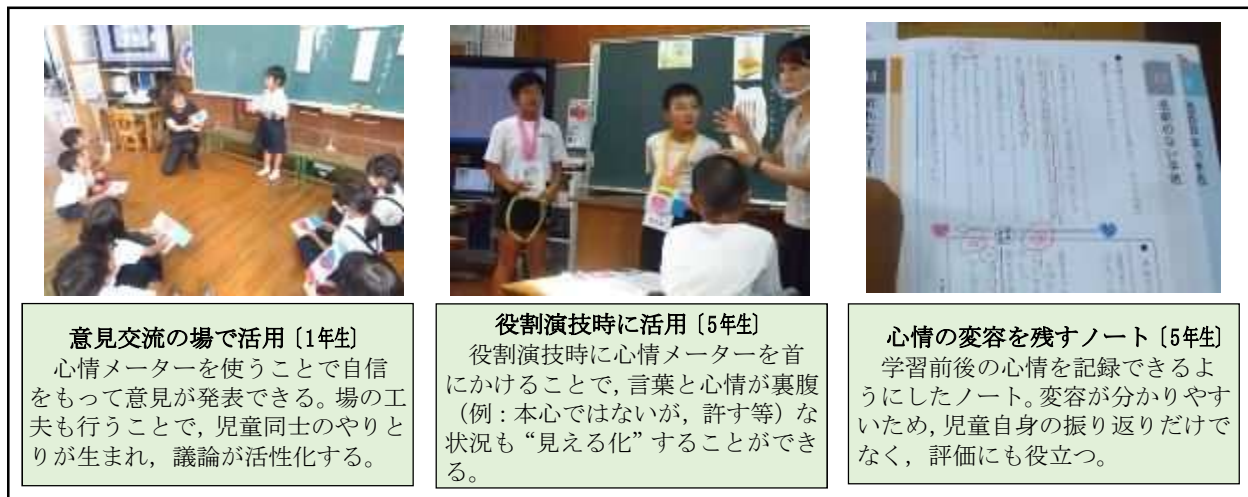 意見交流の場で活用〔1年生〕
心情メーターを使うことで自信
をもって意見が発表できる。場の工
夫も行うことで,児童同士のやりと
りが生まれ,議論が活性化する。
役割演技時に活用〔5年生〕
役割演技時に心情メーターを首
にかけることで,言葉と心情が裏腹
(例:本心ではないが,許す等)な
状況も“見える化”することができ
る。
心情の変容を残すノート〔5年生〕
学習前後の心情を記録できるよ
うにしたノート。変容が分かりやす
いため,児童自身の振り返りだけで
なく,評価にも役立つ。